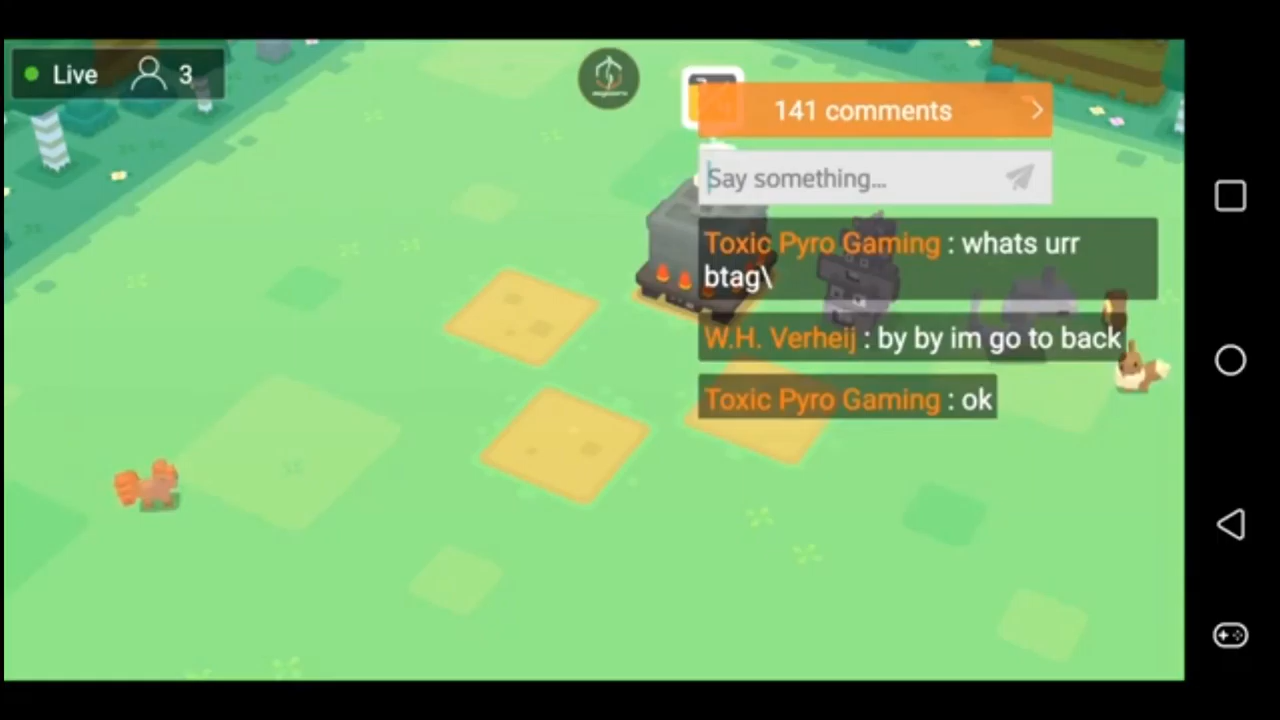 Live 3
141 comments
Say something...
Toxic Pyro Gaming : whats urr
btag\
W.H. Verheij : by by im go to back
Toxic Pyro Gaming : ok